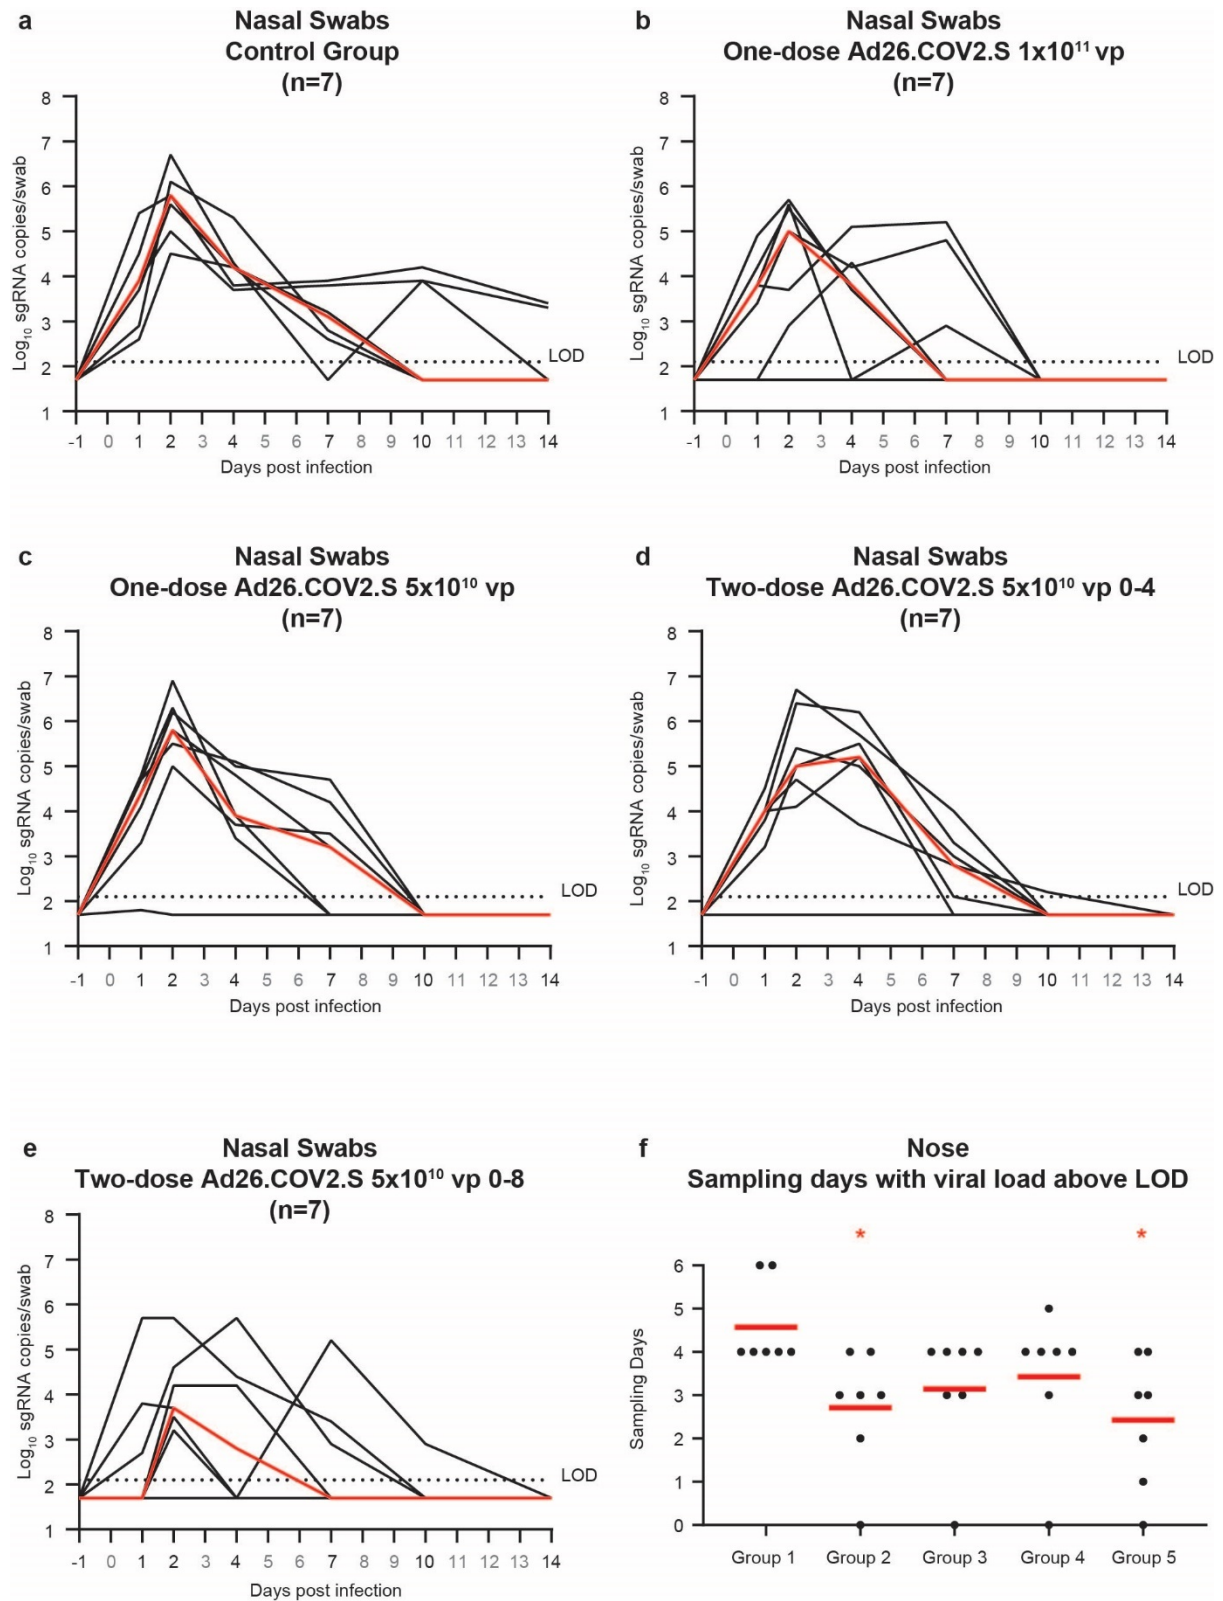 a
Nasal Swabs
Control Group
(n=7)
8
7
6
5
4
3
2
1
Log₁₀ sgRNA copies/swab
LOD
-1 0 1 2 3 4 5 6 7 8 9 10 11 12 13 14
Days post infection
b
Nasal Swabs
One-dose Ad26.COV2.S 1x10¹¹ vp
(n=7)
8
7
6
5
4
3
2
1
Log₁₀ sgRNA copies/swab
LOD
-1 0 1 2 3 4 5 6 7 8 9 10 11 12 13 14
Days post infection
c
Nasal Swabs
One-dose Ad26.COV2.S 5x10¹⁰ vp
(n=7)
8
7
6
5
4
3
2
1
Log₁₀ sgRNA copies/swab
LOD
-1 0 1 2 3 4 5 6 7 8 9 10 11 12 13 14
Days post infection
d
Nasal Swabs
Two-dose Ad26.COV2.S 5x10¹⁰ vp 0-4
(n=7)
8
7
6
5
4
3
2
1
Log₁₀ sgRNA copies/swab
LOD
-1 0 1 2 3 4 5 6 7 8 9 10 11 12 13 14
Days post infection
e
Nasal Swabs
Two-dose Ad26.COV2.S 5x10¹⁰ vp 0-8
(n=7)
8
7
6
5
4
3
2
1
Log₁₀ sgRNA copies/swab
LOD
-1 0 1 2 3 4 5 6 7 8 9 10 11 12 13 14
Days post infection
f
Nose
Sampling days with viral load above LOD
* *
6
5
4
3
2
1
0
Sampling Days
Group 1 Group 2 Group 3 Group 4 Group 5